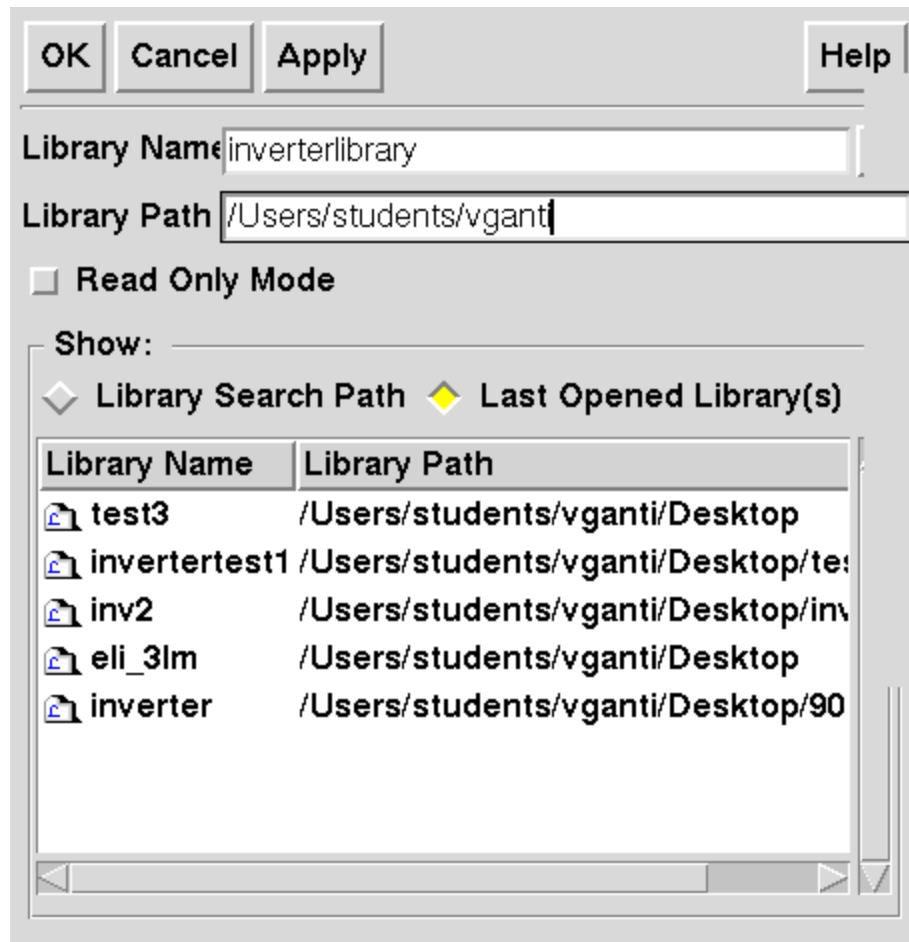 OK Cancel Apply Help
Library Name inverterlibrary
Library Path /Users/students/vganti
Read Only Mode
Show:
Library Search Path Last Opened Library(s)
Library Name Library Path
test3 /Users/students/vganti/Desktop
invertertest1 /Users/students/vganti/Desktop/tes
inv2 /Users/students/vganti/Desktop/inv
eli_3lm /Users/students/vganti/Desktop
inverter /Users/students/vganti/Desktop/90